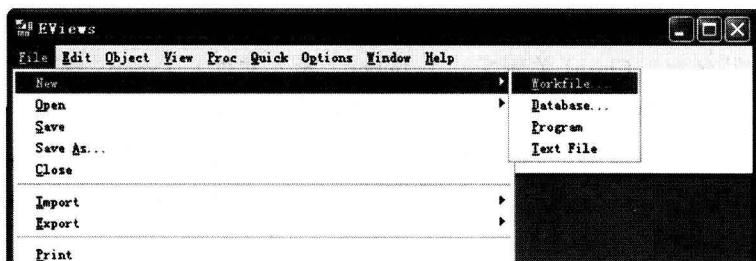 EViews
File Edit Object View Proc Quick Options Window Help
New
Workfile...
Open
Database...
Save
Program
Save As...
Text File
Close
Import
Export
Print